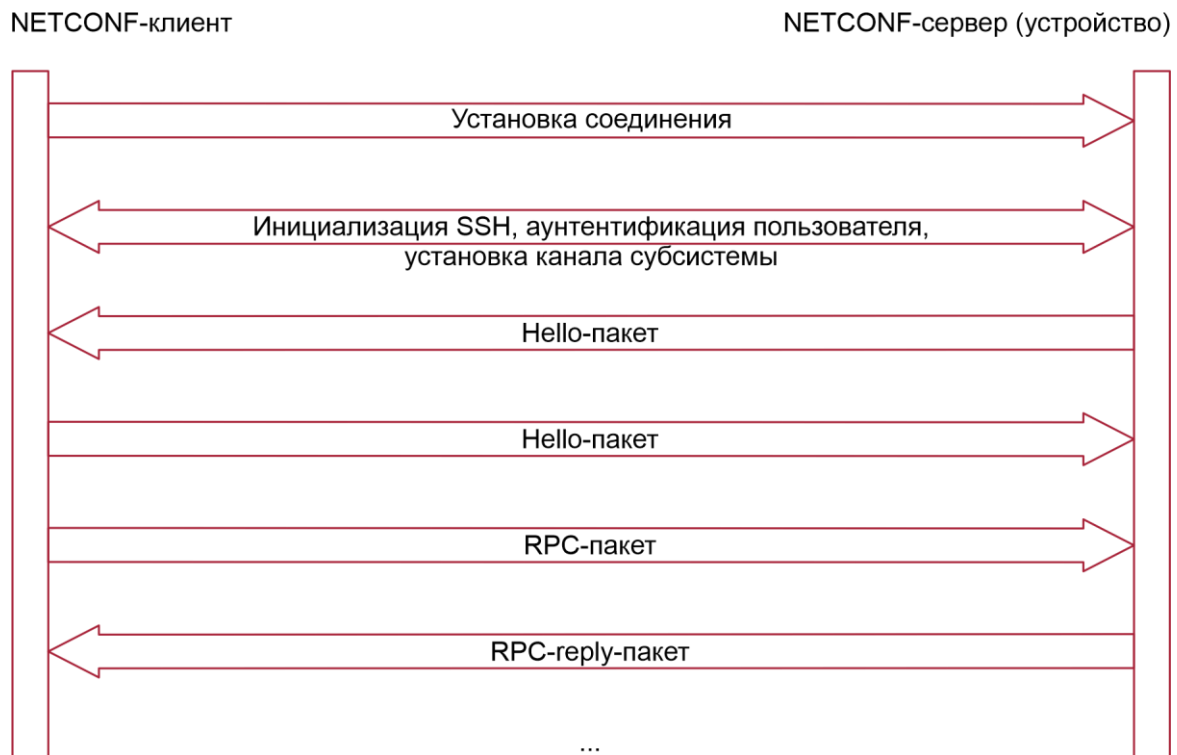 NETCONF-клиент
NETCONF-сервер (устройство)
Установка соединения
Инициализация SSH, аунтентификация пользователя,
установка канала субсистемы
Hello-пакет
Hello-пакет
RPC-пакет
RPC-reply-пакет
...